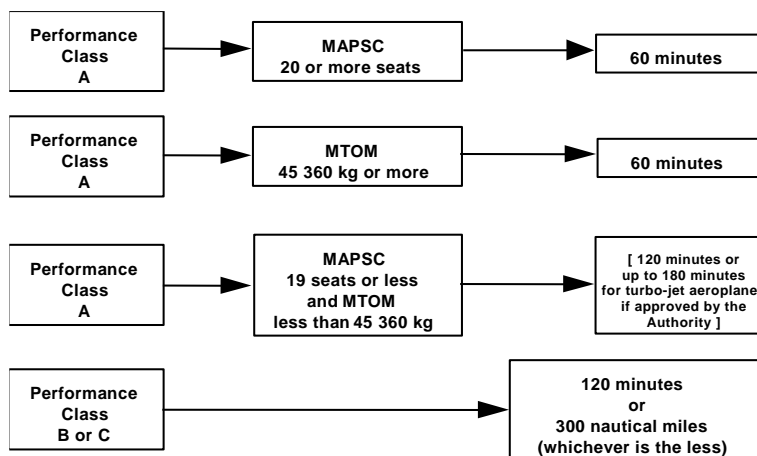 Performance
Class
A
MAPSC
20 or more seats
60 minutes
Performance
Class
A
MTOM
45 360 kg or more
60 minutes
Performance
Class
A
MAPSC
19 seats or less
and MTOM
less than 45 360 kg
[ 120 minutes or
up to 180 minutes
for turbo-jet aeroplane
if approved by the
Authority ]
Performance
Class
B or C
120 minutes
or
300 nautical miles
(whichever is the less)